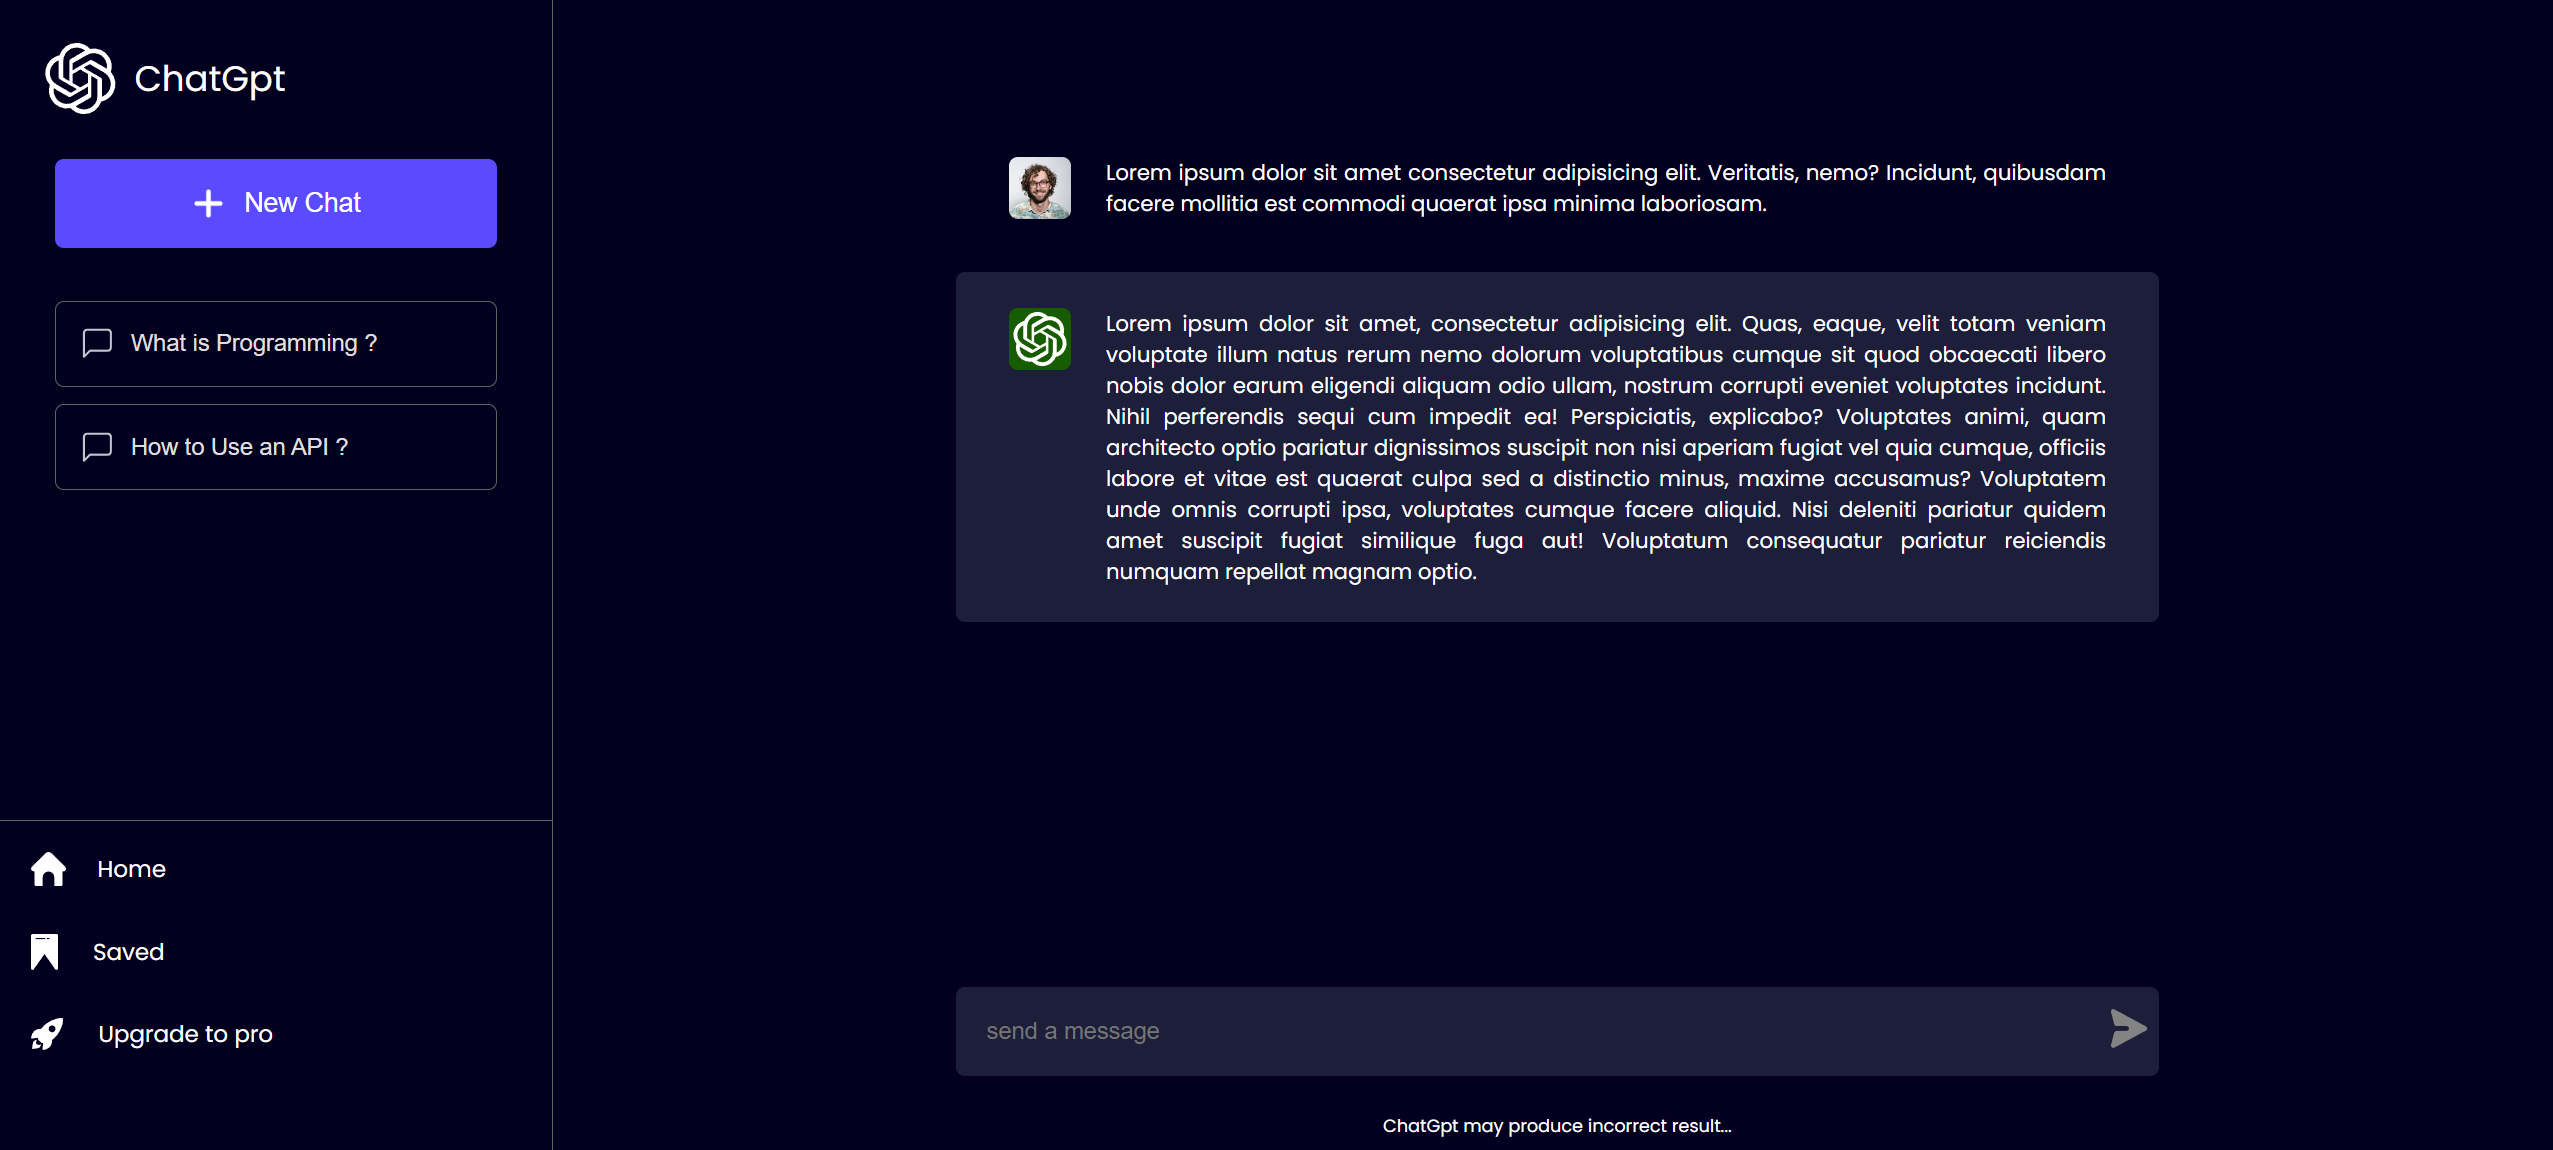 ChatGpt
New Chat
What is Programming ?
How to Use an API ?
Home
Saved
Upgrade to pro
Lorem ipsum dolor sit amet consectetur adipisicing elit. Veritatis, nemo? Incidunt, quibusdam
facere mollitia est commodi quaerat ipsa minima laboriosam.
Lorem ipsum dolor sit amet, consectetur adipisicing elit. Quas, eaque, velit totam veniam
voluptate illum natus rerum nemo dolorum voluptatibus cumque sit quod obcaecati libero
nobis dolor earum eligendi aliquam odio ullam, nostrum corrupti eveniet voluptates incidunt.
Nihil perferendis sequi cum impedit ea! Perspiciatis, explicabo? Voluptates animi, quam
architecto optio pariatur dignissimos suscipit non nisi aperiam fugiat vel quia cumque, officiis
labore et vitae est quaerat culpa sed a distinctio minus, maxime accusamus? Voluptatem
unde omnis corrupti ipsa, voluptates cumque facere aliquid. Nisi deleniti pariatur quidem
amet suscipit fugiat similique fuga aut! Voluptatum consequatur pariatur reiciendis
numquam repellat magnam optio.
send a message
ChatGpt may produce incorrect result...